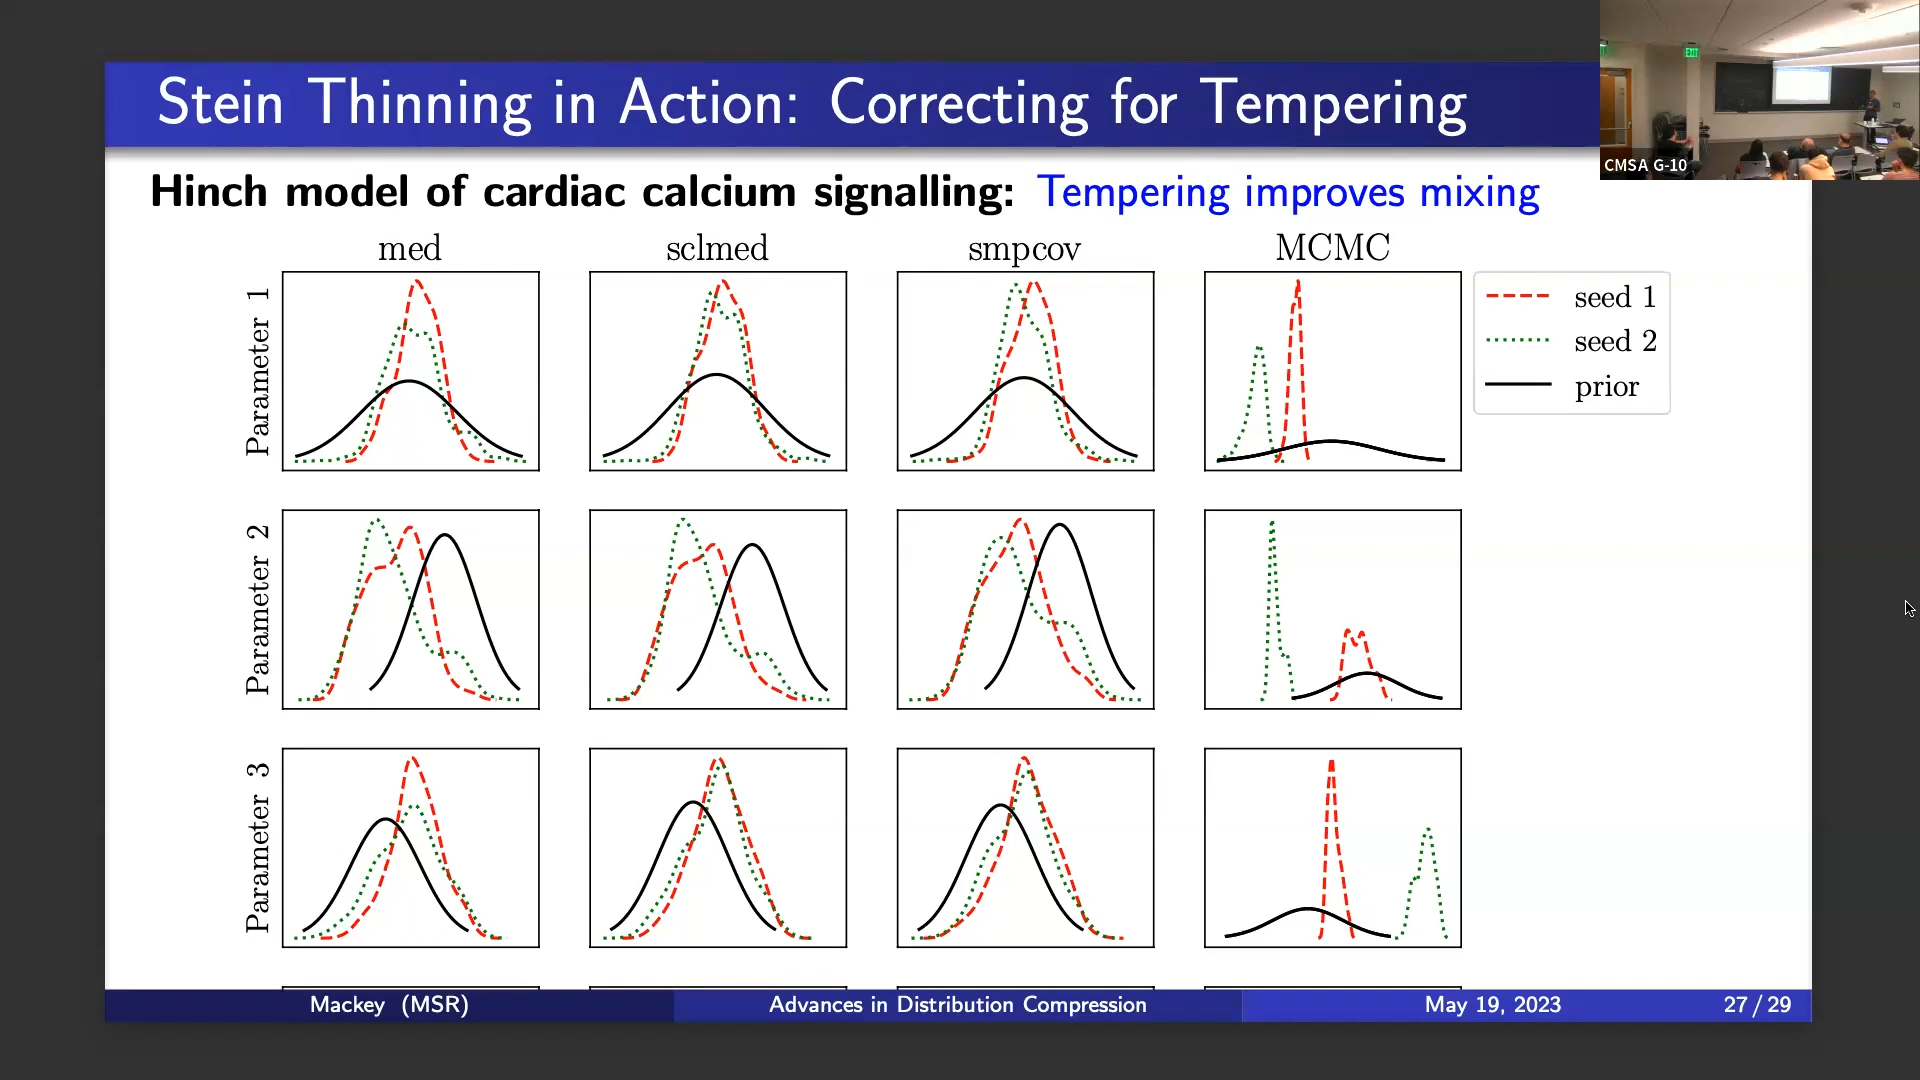 Stein Thinning in Action: Correcting for Tempering
EXIT
CMSA G-10
Hinch model of cardiac calcium signalling: Tempering improves mixing
med sclmed smpcov MCMC
Parameter 1
seed 1
seed 2
prior
Parameter 2
Parameter 3
Mackey (MSR) Advances in Distribution Compression May 19, 2023 27 / 29